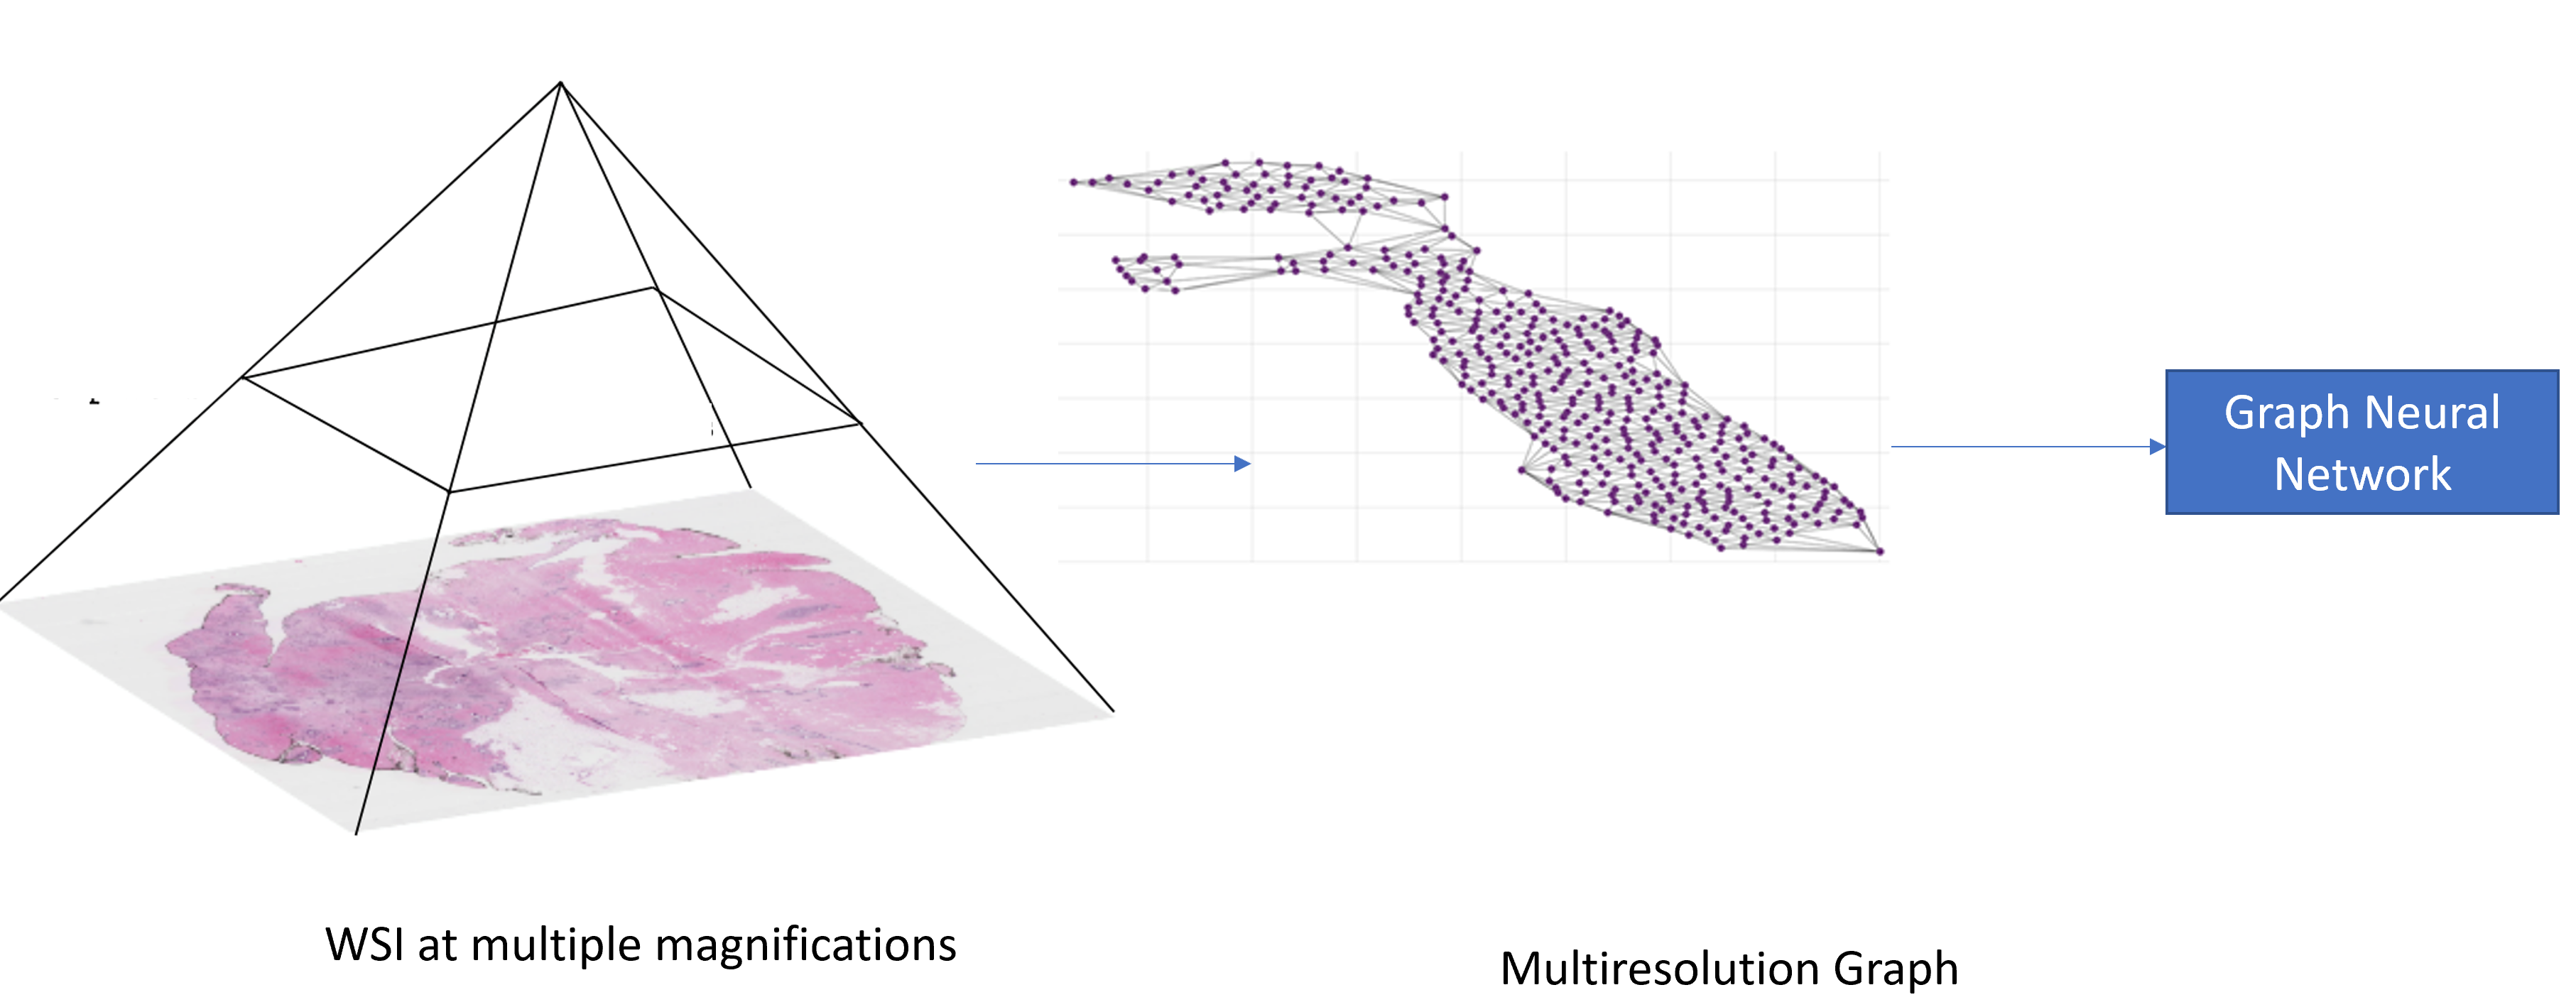 Graph Neural
Network
WSI at multiple magnifications
Multiresolution Graph